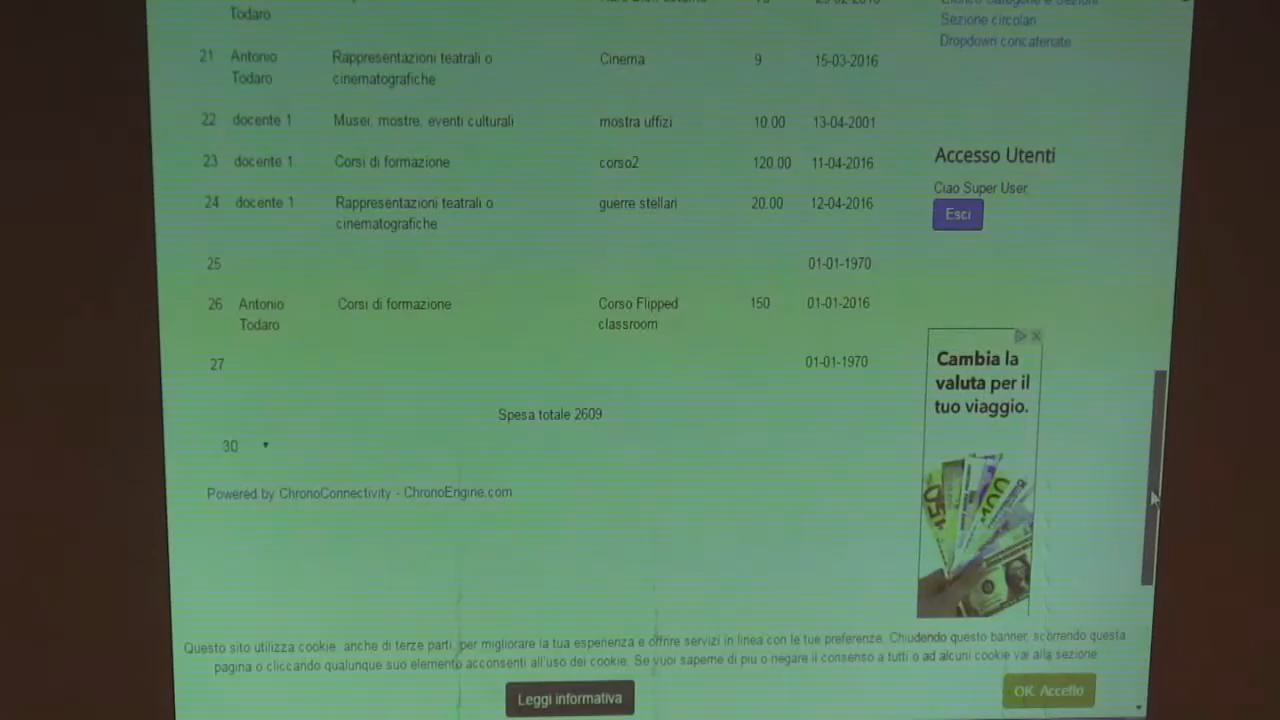 Todaro
Sezione circolari
Dropdown concatenate
21 Antonio Todaro Rappresentazioni teatrali o cinematografiche Cinema 9 15-03-2016
22 docente 1 Musei, mostre, eventi culturali mostra uffizi 10.00 13-04-2001
23 docente 1 Corsi di formazione corso2 120.00 11-04-2016
24 docente 1 Rappresentazioni teatrali o cinematografiche guerre stellari 20.00 12-04-2016
25 01-01-1970
26 Antonio Todaro Corsi di formazione Corso Flipped classroom 150 01-01-2016
27 01-01-1970
Spesa totale 2609
30
Powered by ChronoConnectivity - ChronoEngine.com
Accesso Utenti
Ciao Super User,
Esci
Cambia la
valuta per il
tuo viaggio.
Questo sito utilizza cookie, anche di terze parti, per migliorare la tua esperienza e offrire servizi in linea con le tue preferenze. Chiudendo questo banner, scorrendo questa
pagina o cliccando qualunque suo elemento acconsenti all'uso dei cookie. Se vuoi saperne di più o negare il consenso a tutti o ad alcuni cookie vai alla sezione
Leggi informativa
OK, Accetto